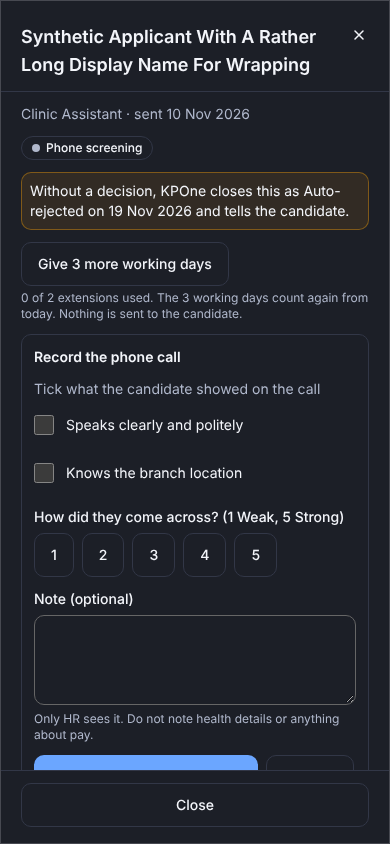 Synthetic Applicant With A Rather
Long Display Name For Wrapping
Clinic Assistant · sent 10 Nov 2026
Phone screening
Without a decision, KPOne closes this as Auto-
rejected on 19 Nov 2026 and tells the candidate.
Give 3 more working days
0 of 2 extensions used. The 3 working days count again from
today. Nothing is sent to the candidate.
Record the phone call
Tick what the candidate showed on the call
Speaks clearly and politely
Knows the branch location
How did they come across? (1 Weak, 5 Strong)
1 2 3 4 5
Note (optional)
Only HR sees it. Do not note health details or anything
about pay.
Close